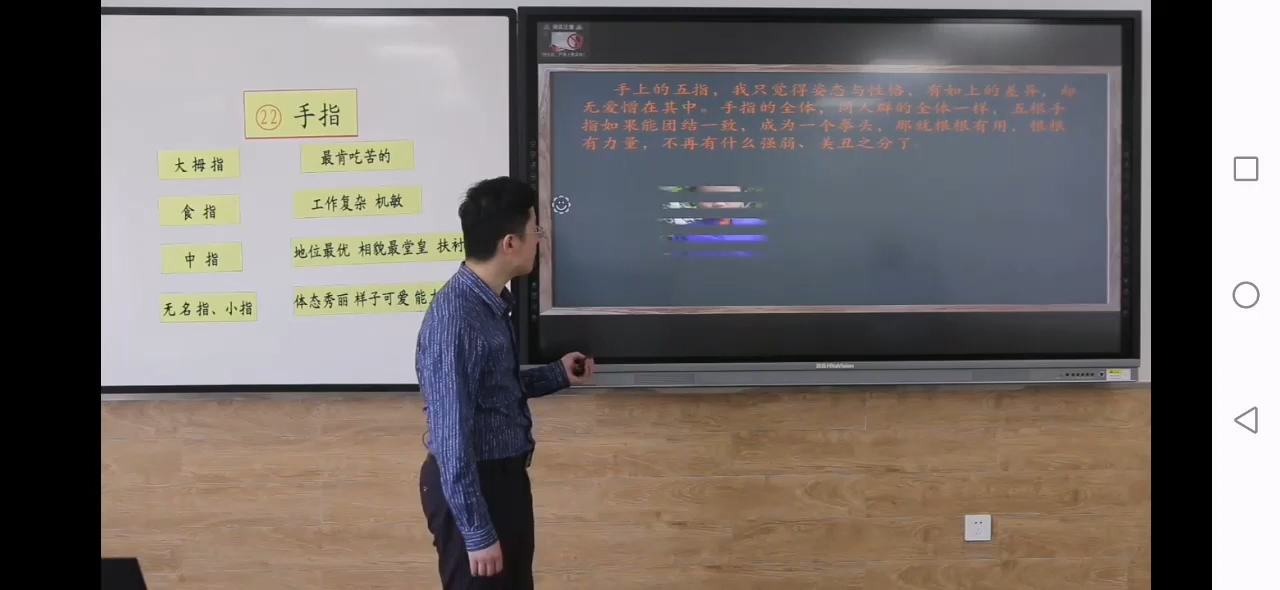 ㉒ 手指
大拇指
最肯吃苦的
食指
工作复杂 机敏
中指
地位最优 相貌最堂皇 扶衬
无名指、小指
体态秀丽 样子可爱 能
手上的五指，我只觉得姿态与性格，有如上的差异，却
无爱憎在其中。手指的全体，同人群的全体一样，五根手
指如果能团结一致，成为一个拳头，那就根根有用，根根
有力量，不再有什么强弱、美丑之分了。
HiteVision